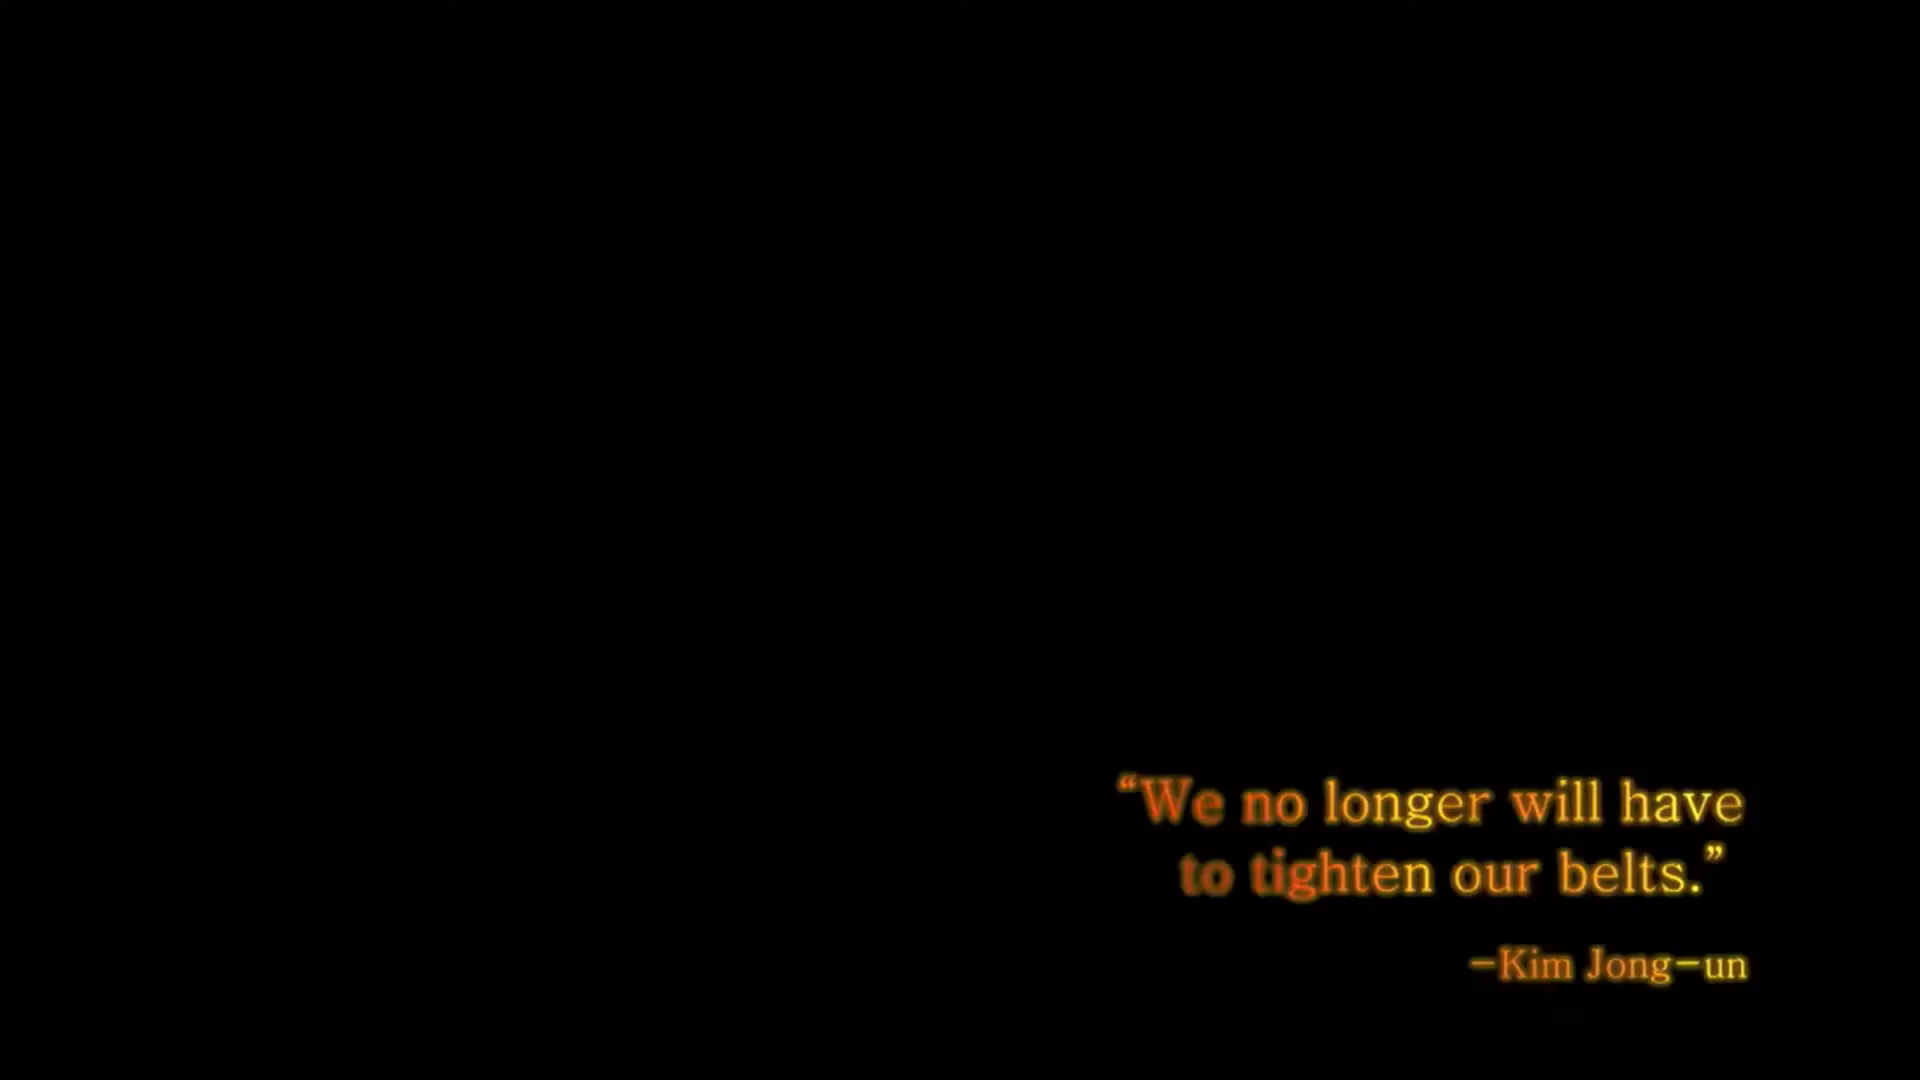 “We no longer will have
to tighten our belts.”
-Kim Jong-un